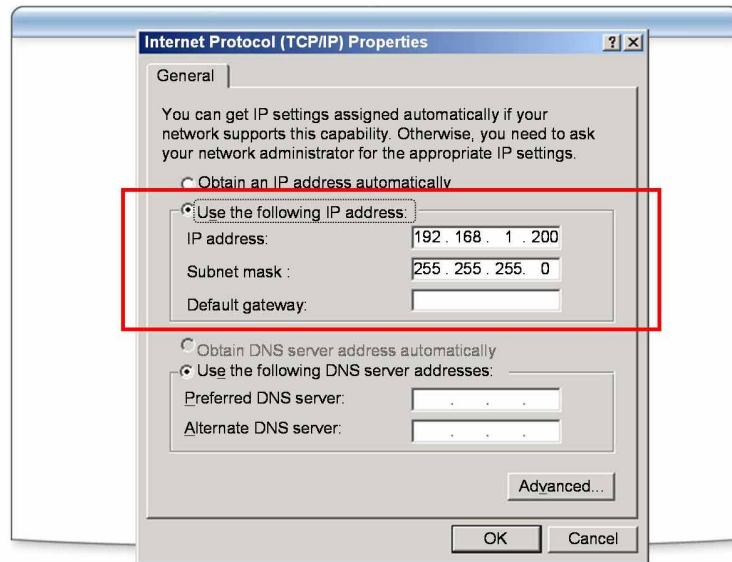 Internet Protocol (TCP/IP) Properties
General
You can get IP settings assigned automatically if your
network supports this capability. Otherwise, you need to ask
your network administrator for the appropriate IP settings.
Obtain an IP address automatically
Use the following IP address:
IP address: 192 . 168 . 1 . 200
Subnet mask : 255 . 255 . 255 . 0
Default gateway:
Obtain DNS server address automatically
Use the following DNS server addresses:
Preferred DNS server: . . .
Alternate DNS server: . . .
Advanced...
OK Cancel